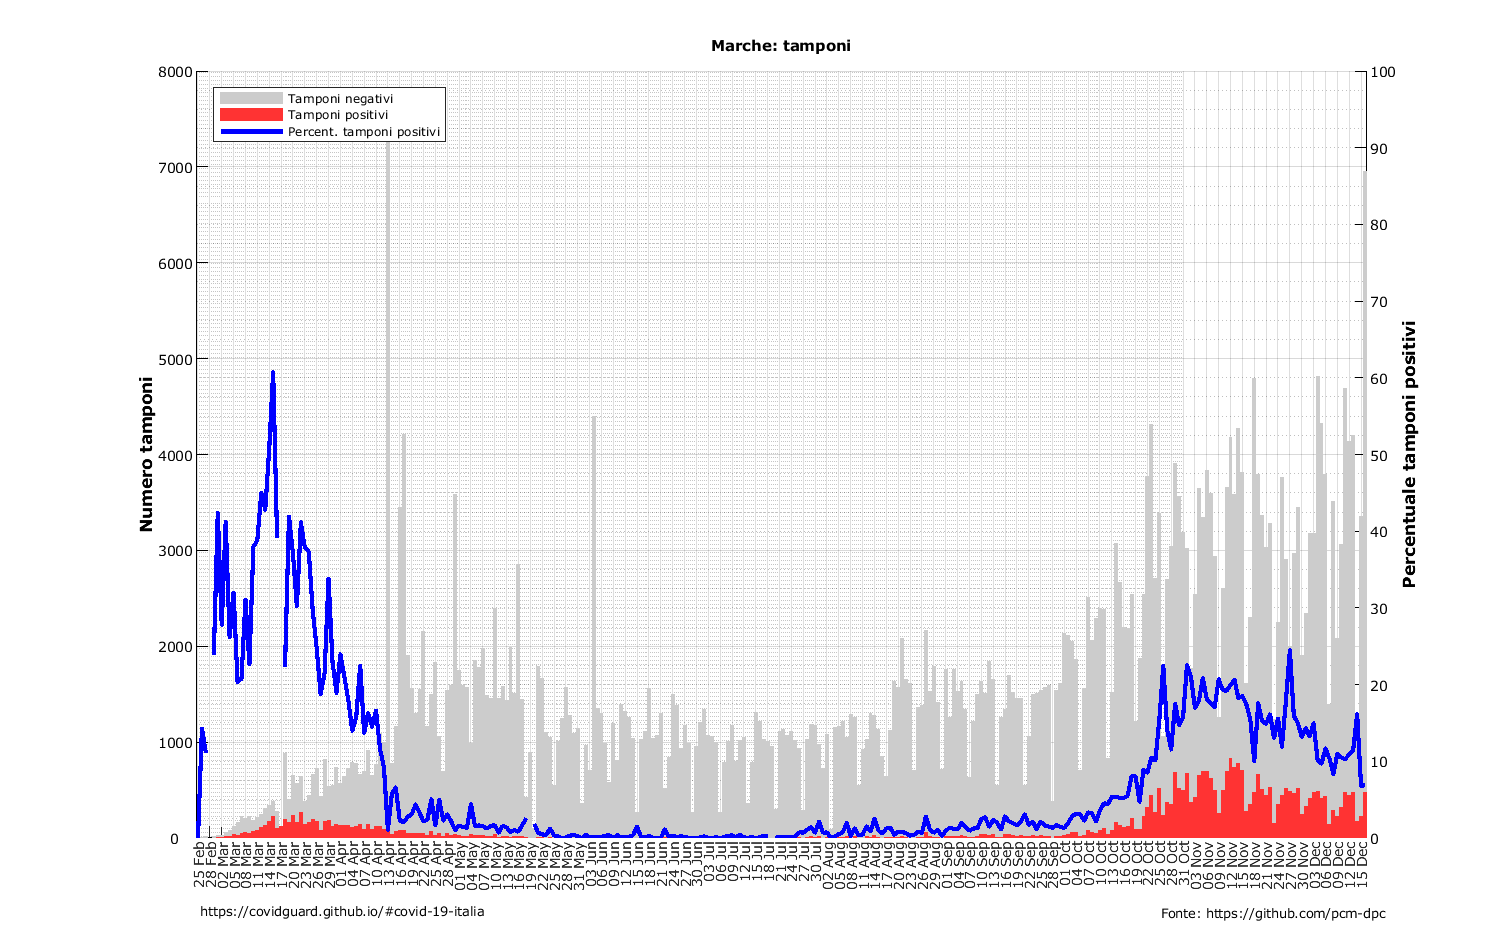 Marche: tamponi
Tamponi negativi
Tamponi positivi
Percent. tamponi positivi
Numero tamponi
8000
7000
6000
5000
4000
3000
2000
1000
0
Percentuale tamponi positivi
100
90
80
70
60
50
40
30
20
10
0
25 Feb
28 Feb
02 Mar
05 Mar
08 Mar
11 Mar
14 Mar
17 Mar
20 Mar
23 Mar
26 Mar
29 Mar
01 Apr
04 Apr
07 Apr
10 Apr
13 Apr
16 Apr
19 Apr
22 Apr
25 Apr
28 Apr
01 May
04 May
07 May
10 May
13 May
16 May
19 May
22 May
25 May
28 May
31 May
03 Jun
06 Jun
09 Jun
12 Jun
15 Jun
18 Jun
21 Jun
24 Jun
27 Jun
30 Jun
03 Jul
06 Jul
09 Jul
12 Jul
15 Jul
18 Jul
21 Jul
24 Jul
27 Jul
30 Jul
02 Aug
05 Aug
08 Aug
11 Aug
14 Aug
17 Aug
20 Aug
23 Aug
26 Aug
29 Aug
01 Sep
04 Sep
07 Sep
10 Sep
13 Sep
16 Sep
19 Sep
22 Sep
25 Sep
28 Sep
01 Oct
04 Oct
07 Oct
10 Oct
13 Oct
16 Oct
19 Oct
22 Oct
25 Oct
28 Oct
31 Oct
03 Nov
06 Nov
09 Nov
12 Nov
15 Nov
18 Nov
21 Nov
24 Nov
27 Nov
30 Nov
03 Dec
06 Dec
09 Dec
12 Dec
15 Dec
https://covidguard.github.io/#covid-19-italia
Fonte: https://github.com/pcm-dpc